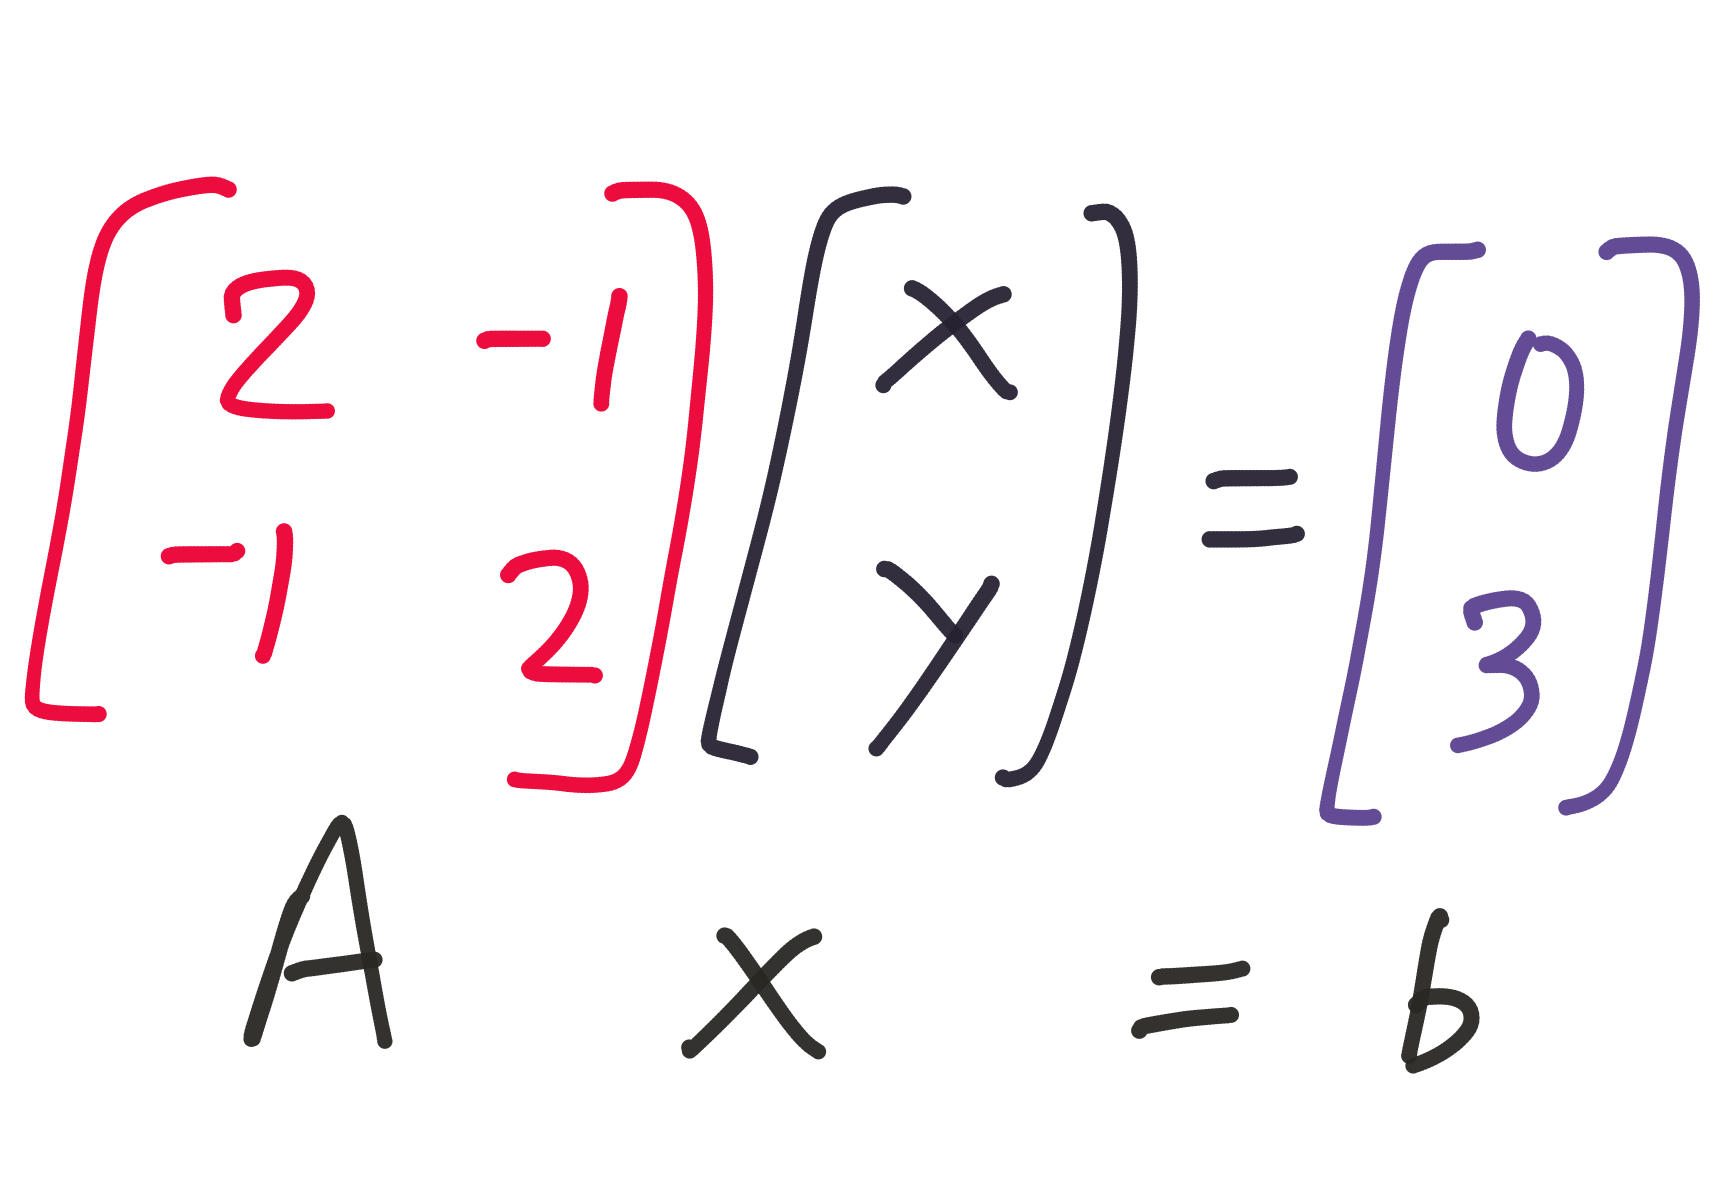 [2 -1] [x] = [0]
[-1 2] [y] [3]
A x = b